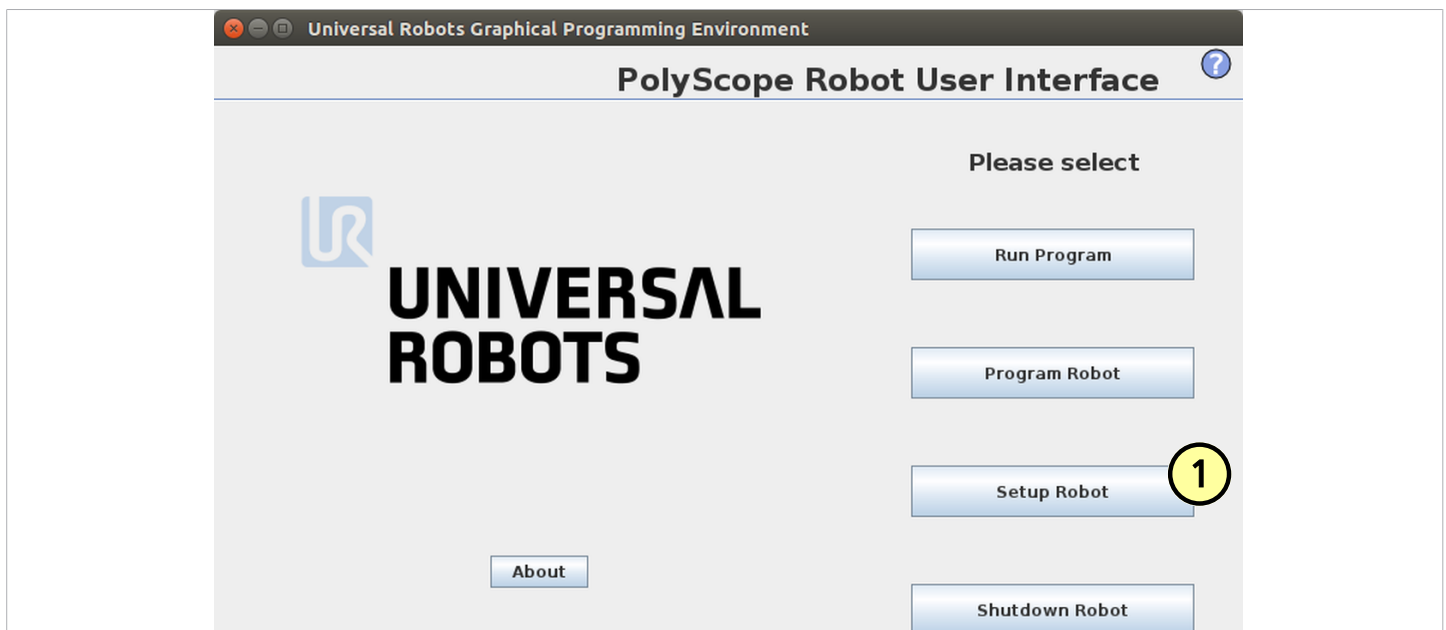 Universal Robots Graphical Programming Environment
PolyScope Robot User Interface
?
Please select
UR
UNIVERSAL
ROBOTS
Run Program
Program Robot
Setup Robot
1
About
Shutdown Robot